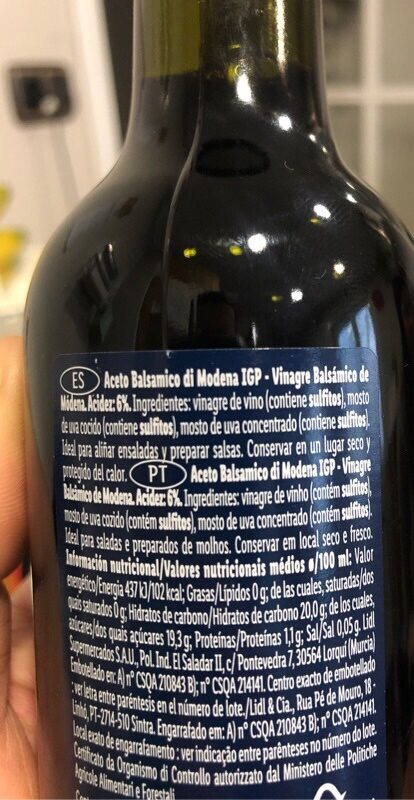 ES Aceto Balsamico di Modena IGP - Vinagre Balsámico de
Módena. Acidez: 6%. Ingredientes: vinagre de vino (contiene sulfitos), mosto
de uva cocido (contiene sulfitos), mosto de uva concentrado (contiene sulfitos).
Ideal para aliñar ensaladas y preparar salsas. Conservar en un lugar seco y
protegido del calor. PT Aceto Balsamico di Modena IGP - Vinagre
Balsâmico de Modena. Acidez: 6%. Ingredientes: vinagre de vinho (contém sulfitos),
mosto de uva cozido (contém sulfitos), mosto de uva concentrado (contém sulfitos).
Ideal para saladas e preparados de molhos. Conservar em local seco e fresco.
Información nutricional/Valores nutricionais médios ø/100 ml: Valor
energético/Energia 437 kJ/102 kcal; Grasas/Lípidos 0 g; de las cuales, saturadas/dos
quais saturados 0 g; Hidratos de carbono/Hidratos de carbono 20,0 g; de los cuales,
azúcares/dos quais açúcares 19,3 g; Proteínas/Proteínas 1,1 g; Sal/Sal 0,05 g. Lidl
Supermercados S.A.U., Pol. Ind. El Saladar II, c/ Pontevedra 7, 30564 Lorquí (Murcia)
Embotellado en: A) n° CSQA 210843 B); n° CSQA 214141. Centro exacto de embotellado
: ver letra entre paréntesis en el número de lote./Lidl & Cia., Rua Pé de Mouro, 18 -
Linhó, PT-2714-510 Sintra. Engarrafado em: A) n° CSQA 210843 B); n° CSQA 214141.
Local exato de engarrafamento : ver indicação entre parênteses no número do lote.
Certificato da Organismo di Controllo autorizzato dal Ministero delle Politiche
Agricole Alimentari e Forestali